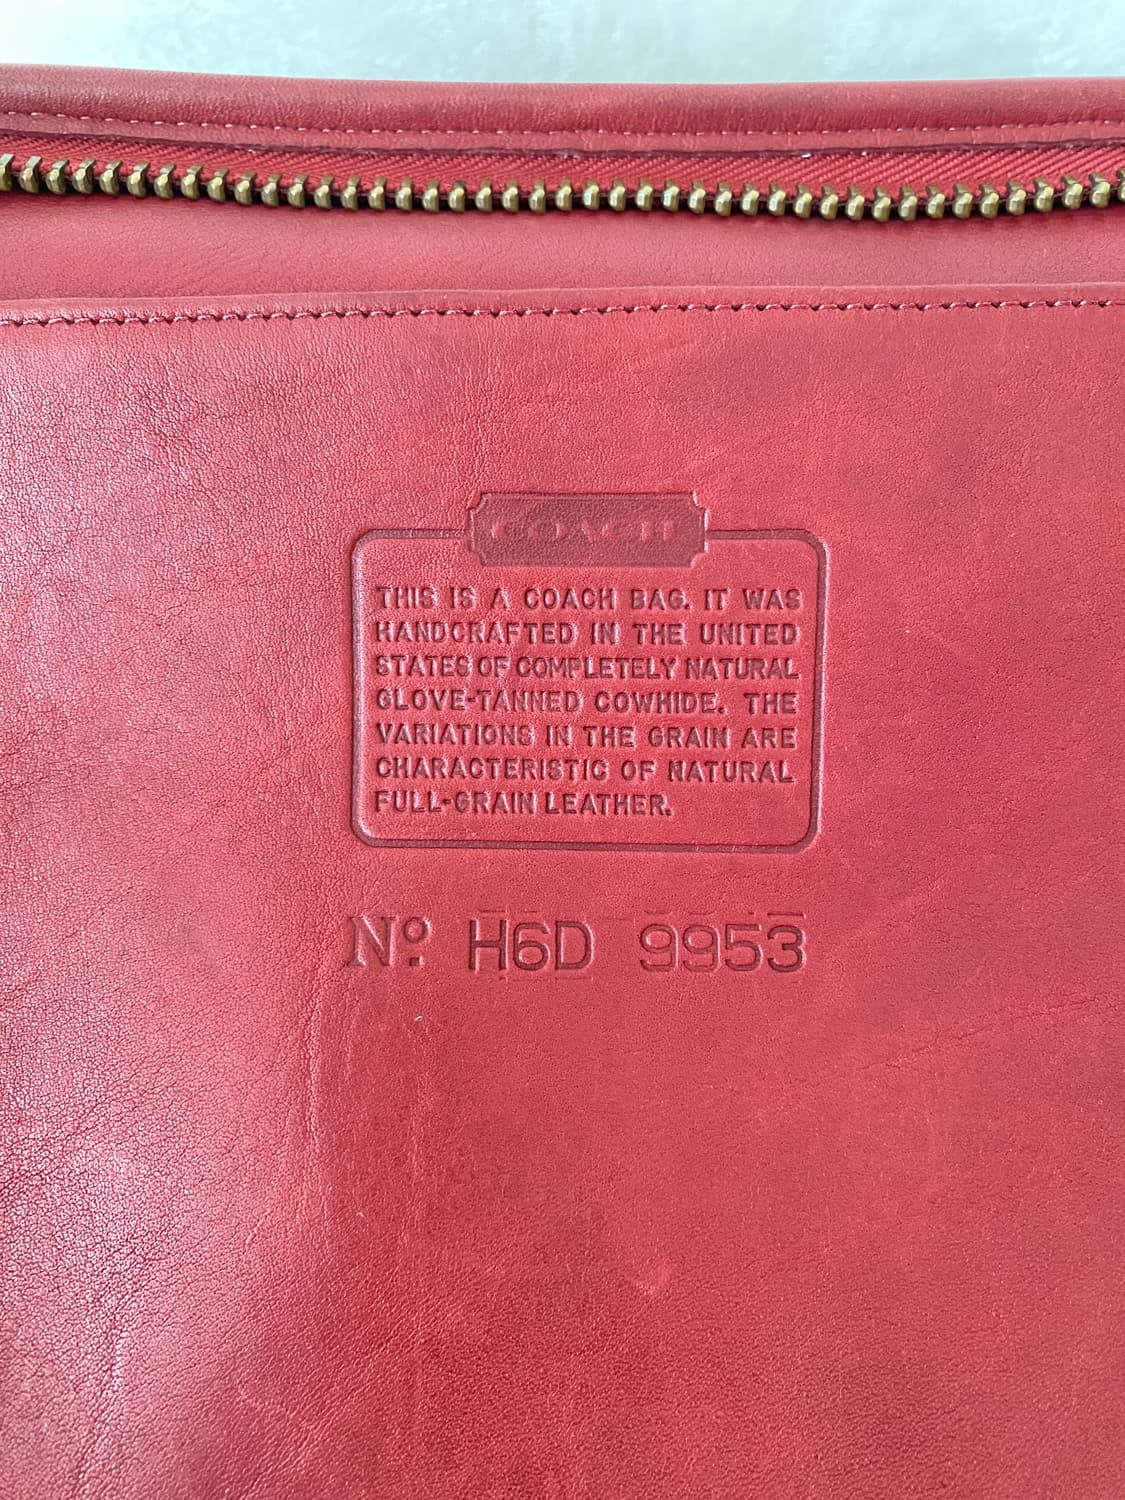 COACH
THIS IS A COACH BAG. IT WAS
HANDCRAFTED IN THE UNITED
STATES OF COMPLETELY NATURAL
GLOVE-TANNED COWHIDE. THE
VARIATIONS IN THE GRAIN ARE
CHARACTERISTIC OF NATURAL
FULL-GRAIN LEATHER.
Nº H6D 9953